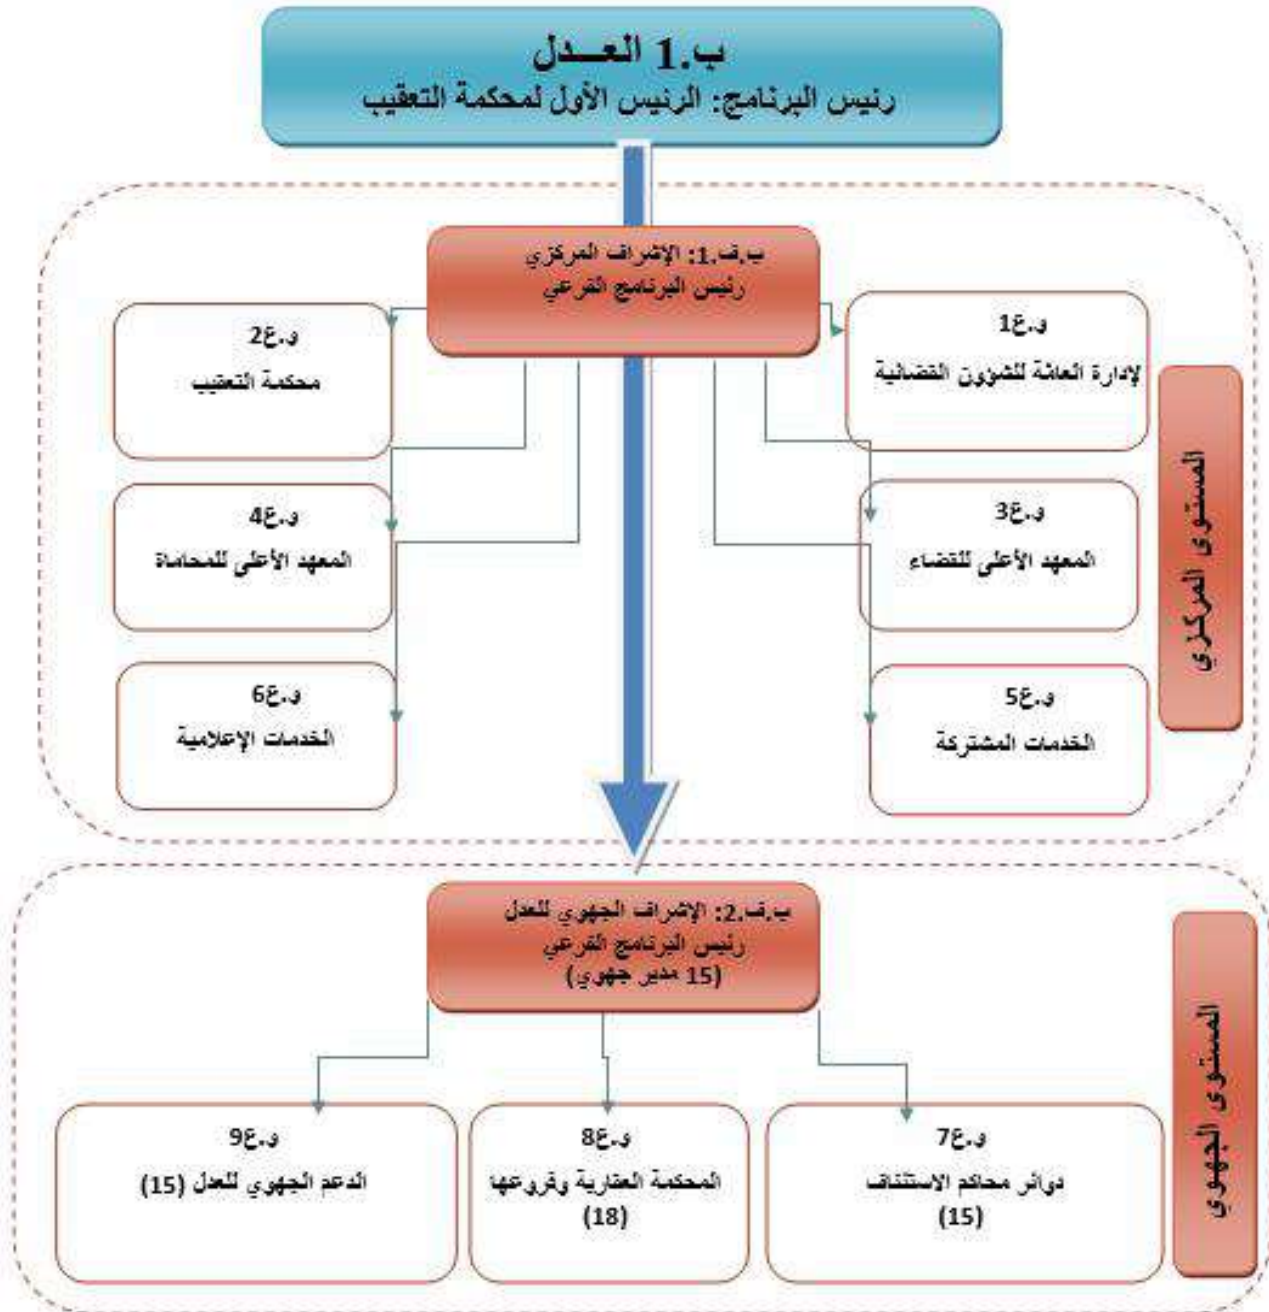 ب.1 العـــدل
رئيس البرنامج: الرئيس الأول لمحكمة التعقيب
ب.ف.1: الإشراف المركزي
رئيس البرنامج الفرعي
و.ع1
لإدارة العامّة للشؤون القضائية
و.ع2
محكمة التعقيب
المستوى المركزي
و.ع3
المعهد الأعلى للقضاء
و.ع4
المعهد الأعلى للمحاماة
و.ع5
الخدمات المشتركة
و.ع6
الخدمات الإعلامية
ب.ف.2: الإشراف الجهوي للعدل
رئيس البرنامج الفرعي
(15 مدير جهوي)
المستوى الجهوي
و.ع7
دوائر محاكم الاستئناف
(15)
و.ع8
المحكمة العقارية وفروعها
(18)
و.ع9
الدعم الجهوي للعدل (15)